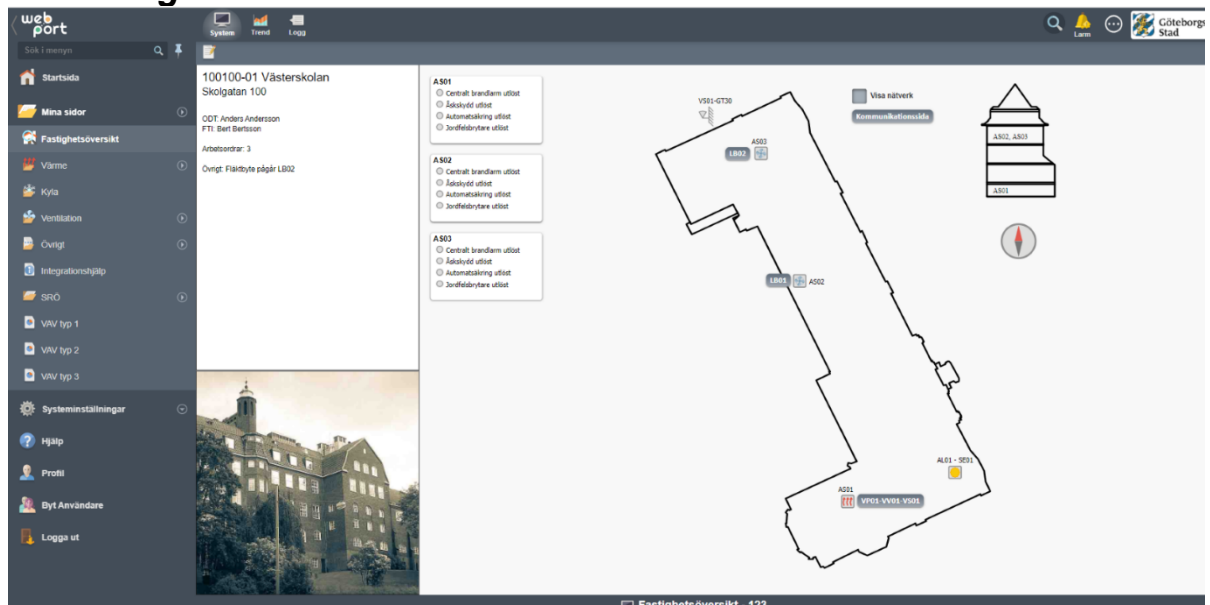 web
port
System
Trend
Logg
Larm
Göteborgs
Stad
Sök i menyn
Startsida
Mina sidor
Fastighetsöversikt
Värme
Kyla
Ventilation
Övrigt
Integrationshjälp
SRÖ
VAV typ 1
VAV typ 2
VAV typ 3
Systeminställningar
Hjälp
Profil
Byt Användare
Logga ut
100100-01 Västerskolan
Skolgatan 100
ODT: Anders Andersson
FTI: Bert Bertsson
Arbetsordrar: 3
Övrigt: Fläktbyte pågår LB02
AS01
Centralt brandlarm utlöst
Åskskydd utlöst
Automatsäkring utlöst
Jordfelsbrytare utlöst
AS02
Centralt brandlarm utlöst
Åskskydd utlöst
Automatsäkring utlöst
Jordfelsbrytare utlöst
AS03
Centralt brandlarm utlöst
Åskskydd utlöst
Automatsäkring utlöst
Jordfelsbrytare utlöst
VS01-GT30
AS03
LB02
LB01
AS02
AL01 - SE01
AS01
VP01-VV01-VS01
Visa nätverk
Kommunikationssida
AS02, AS03
AS01
Fastighetsöversikt - 123